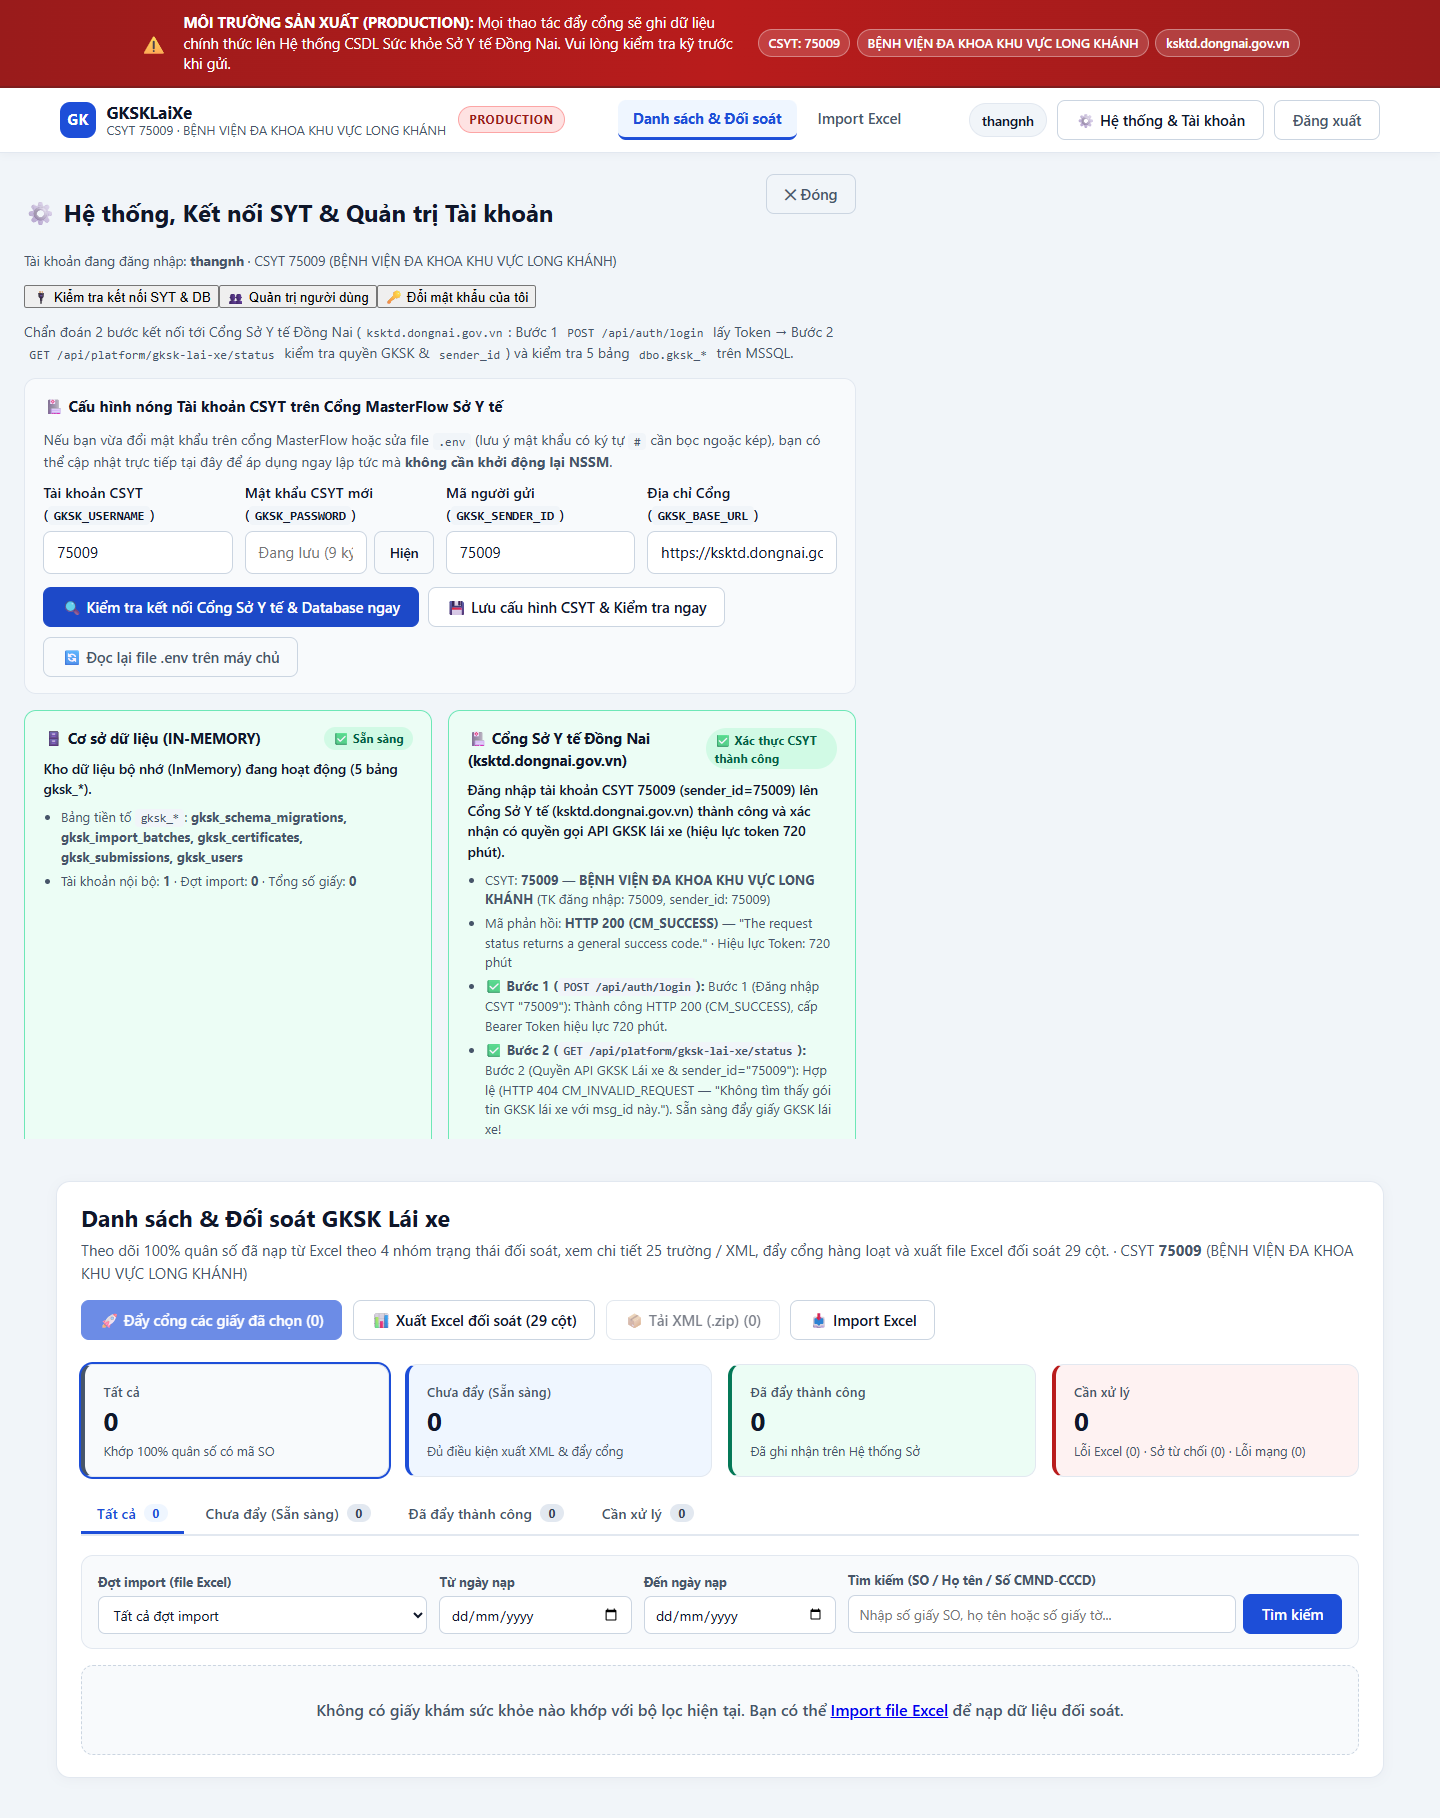 MÔI TRƯỜNG SẢN XUẤT (PRODUCTION): Mọi thao tác đẩy cổng sẽ ghi dữ liệu
chính thức lên Hệ thống CSDL Sức khỏe Sở Y tế Đồng Nai. Vui lòng kiểm tra kỹ trước
khi gửi.
CSYT: 75009
BỆNH VIỆN ĐA KHOA KHU VỰC LONG KHÁNH
ksktd.dongnai.gov.vn
GK
GKSKLaiXe
CSYT 75009 · BỆNH VIỆN ĐA KHOA KHU VỰC LONG KHÁNH
PRODUCTION
Danh sách & Đối soát
Import Excel
thangnh
Hệ thống & Tài khoản
Đăng xuất
Hệ thống, Kết nối SYT & Quản trị Tài khoản
✕ Đóng
Tài khoản đang đăng nhập: thangnh · CSYT 75009 (BỆNH VIỆN ĐA KHOA KHU VỰC LONG KHÁNH)
Kiểm tra kết nối SYT & DB
Quản trị người dùng
Đổi mật khẩu của tôi
Chẩn đoán 2 bước kết nối tới Cổng Sở Y tế Đồng Nai ( ksktd.dongnai.gov.vn : Bước 1 POST /api/auth/login lấy Token → Bước 2
GET /api/platform/gksk-lai-xe/status kiểm tra quyền GKSK & sender_id ) và kiểm tra 5 bảng dbo.gksk_* trên MSSQL.
Cấu hình nóng Tài khoản CSYT trên Cổng MasterFlow Sở Y tế
Nếu bạn vừa đổi mật khẩu trên cổng MasterFlow hoặc sửa file .env (lưu ý mật khẩu có ký tự # cần bọc ngoặc kép), bạn có
thể cập nhật trực tiếp tại đây để áp dụng ngay lập tức mà không cần khởi động lại NSSM.
Tài khoản CSYT
( GKSK_USERNAME )
Mật khẩu CSYT mới
( GKSK_PASSWORD )
Mã người gửi
( GKSK_SENDER_ID )
Địa chỉ Cổng
( GKSK_BASE_URL )
75009
Đang lưu (9 ký
Hiện
75009
https://ksktd.dongnai.gc
Kiểm tra kết nối Cổng Sở Y tế & Database ngay
Lưu cấu hình CSYT & Kiểm tra ngay
Đọc lại file .env trên máy chủ
Cơ sở dữ liệu (IN-MEMORY)
Sẵn sàng
Kho dữ liệu bộ nhớ (InMemory) đang hoạt động (5 bảng
gksk_*).
Bảng tiền tố gksk_* : gksk_schema_migrations,
gksk_import_batches, gksk_certificates,
gksk_submissions, gksk_users
Tài khoản nội bộ: 1 · Đợt import: 0 · Tổng số giấy: 0
Cổng Sở Y tế Đồng Nai
(ksktd.dongnai.gov.vn)
Xác thực CSYT
thành công
Đăng nhập tài khoản CSYT 75009 (sender_id=75009) lên
Cổng Sở Y tế (ksktd.dongnai.gov.vn) thành công và xác
nhận có quyền gọi API GKSK lái xe (hiệu lực token 720
phút).
CSYT: 75009 — BỆNH VIỆN ĐA KHOA KHU VỰC LONG
KHÁNH (TK đăng nhập: 75009, sender_id: 75009)
Mã phản hồi: HTTP 200 (CM_SUCCESS) — "The request
status returns a general success code." · Hiệu lực Token: 720
phút
Bước 1 ( POST /api/auth/login ): Bước 1 (Đăng nhập
CSYT "75009"): Thành công HTTP 200 (CM_SUCCESS), cấp
Bearer Token hiệu lực 720 phút.
Bước 2 ( GET /api/platform/gksk-lai-xe/status ):
Bước 2 (Quyền API GKSK Lái xe & sender_id="75009"): Hợp
lệ (HTTP 404 CM_INVALID_REQUEST — "Không tìm thấy gói
tin GKSK lái xe với msg_id này."). Sẵn sàng đẩy giấy GKSK lái
xe!
Danh sách & Đối soát GKSK Lái xe
Theo dõi 100% quân số đã nạp từ Excel theo 4 nhóm trạng thái đối soát, xem chi tiết 25 trường / XML, đẩy cổng hàng loạt và xuất file Excel đối soát 29 cột. · CSYT 75009 (BỆNH VIỆN ĐA KHOA
KHU VỰC LONG KHÁNH)
Đẩy cổng các giấy đã chọn (0)
Xuất Excel đối soát (29 cột)
Tải XML (.zip) (0)
Import Excel
Tất cả
0
Khớp 100% quân số có mã SO
Chưa đẩy (Sẵn sàng)
0
Đủ điều kiện xuất XML & đẩy cổng
Đã đẩy thành công
0
Đã ghi nhận trên Hệ thống Sở
Cần xử lý
0
Lỗi Excel (0) · Sở từ chối (0) · Lỗi mạng (0)
Tất cả 0
Chưa đẩy (Sẵn sàng) 0
Đã đẩy thành công 0
Cần xử lý 0
Đợt import (file Excel)
Từ ngày nạp
Đến ngày nạp
Tìm kiếm (SO / Họ tên / Số CMND-CCCD)
Tất cả đợt import
dd/mm/yyyy
dd/mm/yyyy
Nhập số giấy SO, họ tên hoặc số giấy tờ...
Tìm kiếm
Không có giấy khám sức khỏe nào khớp với bộ lọc hiện tại. Bạn có thể Import file Excel để nạp dữ liệu đối soát.